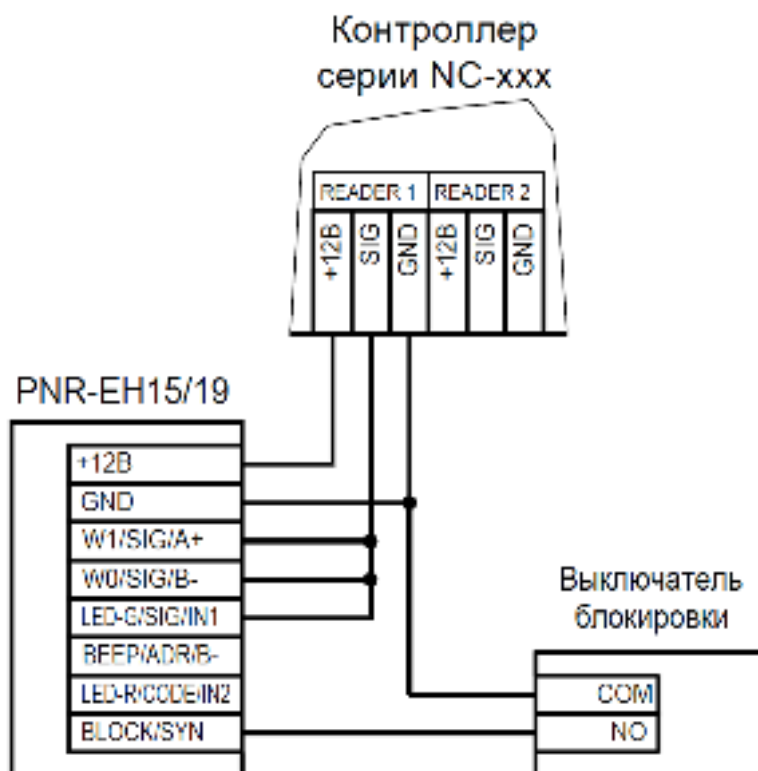 Контроллер
серии NC-xxx
READER 1 READER 2
+12В SIG GND +12В SIG GND
PNR-EH15/19
+12В
GND
W1/SIG/A+
W0/SIG/B-
LED-G/SIG/IN1
BEEP/ADR/B-
LED-R/CODE/IN2
BLOCK/SYN
Выключатель
блокировки
COM
NO